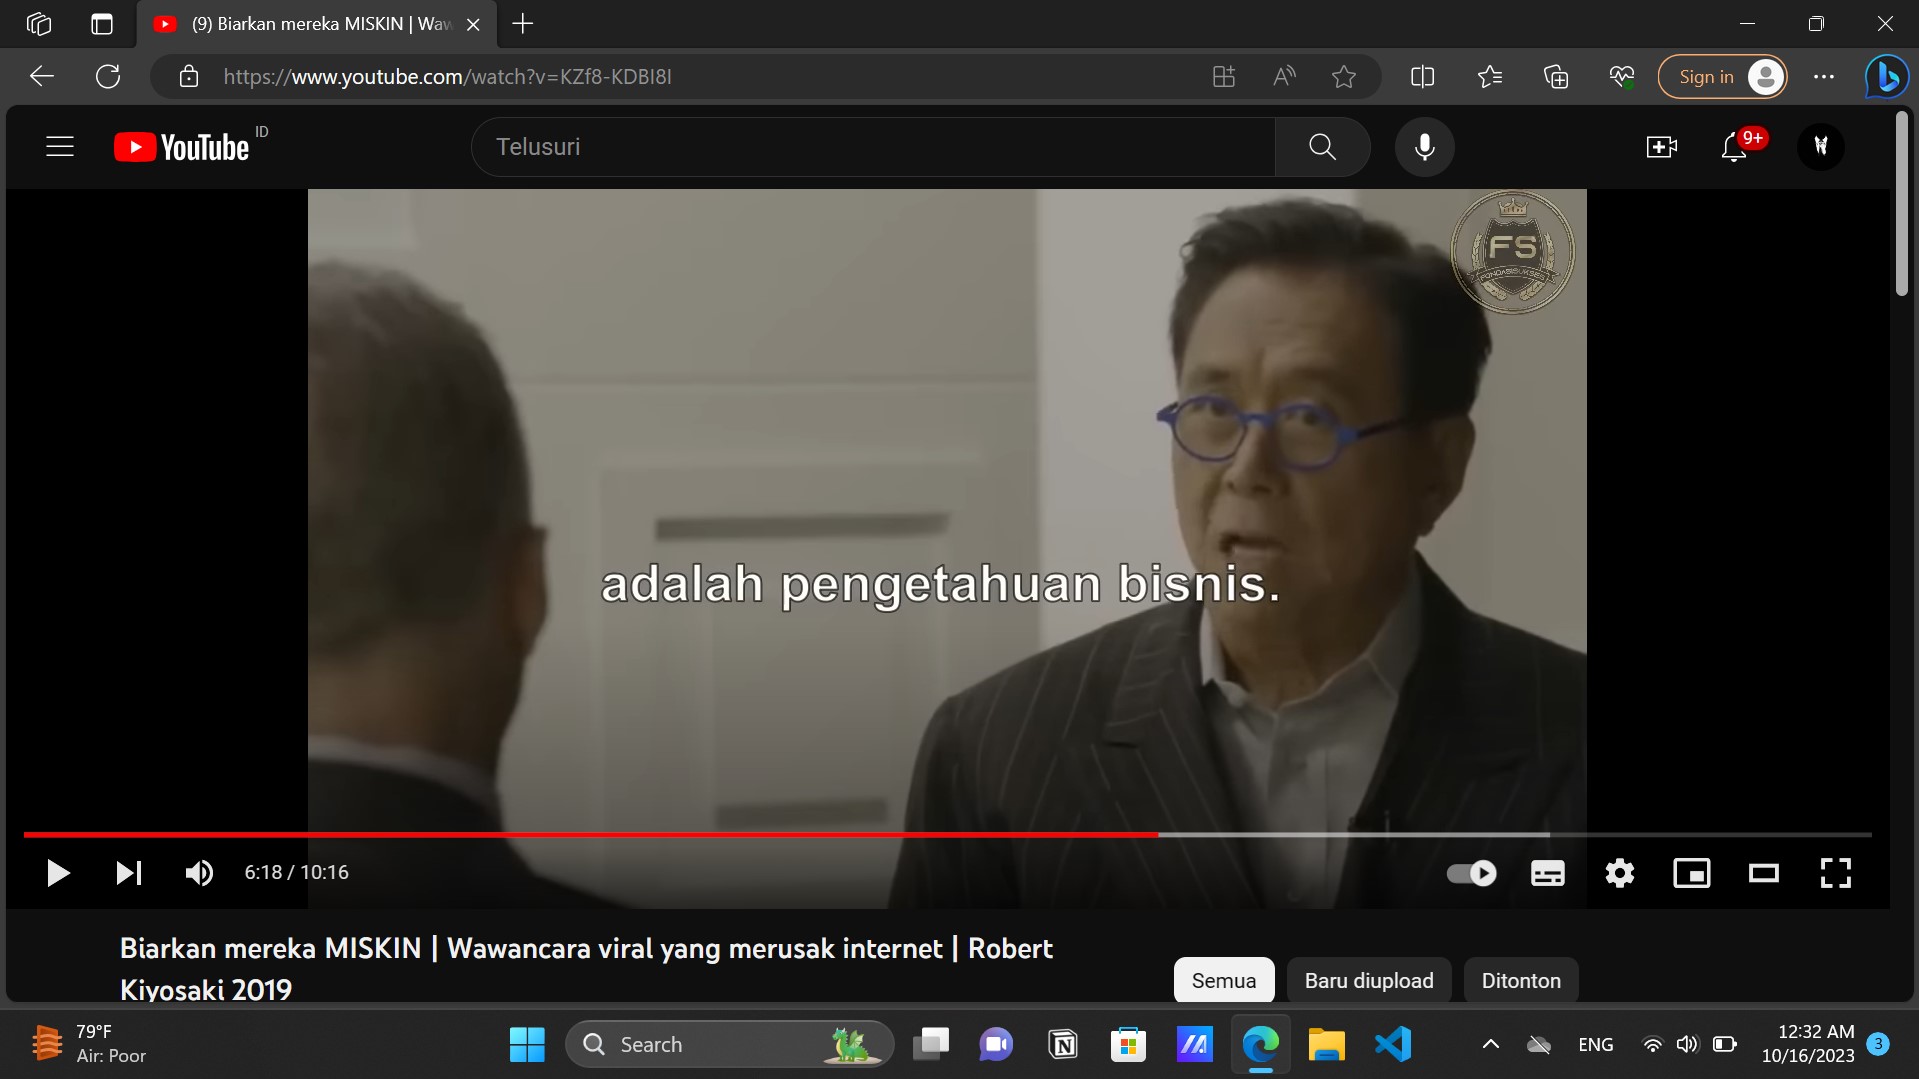 (9) Biarkan mereka MISKIN | Waw
https://www.youtube.com/watch?v=KZf8-KDBI8I
Sign in
YouTube ID
Telusuri
9+
FS
FONDASISUKSES
adalah pengetahuan bisnis.
6:18 / 10:16
Biarkan mereka MISKIN | Wawancara viral yang merusak internet | Robert
Kiyosaki 2019
Semua
Baru diupload
Ditonton
79°F
Air: Poor
Search
ENG
12:32 AM
10/16/2023
3